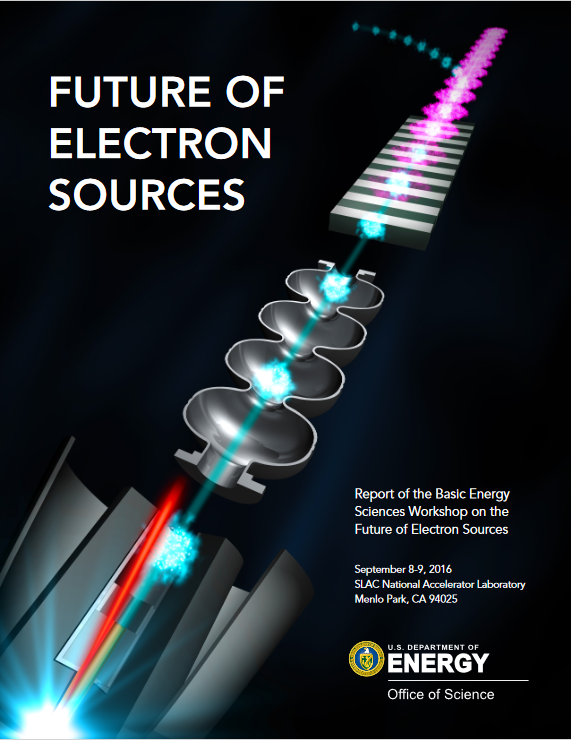 FUTURE OF
ELECTRON
SOURCES
Report of the Basic Energy
Sciences Workshop on the
Future of Electron Sources
September 8-9, 2016
SLAC National Accelerator Laboratory
Menlo Park, CA 94025
U.S. DEPARTMENT OF
ENERGY
Office of Science